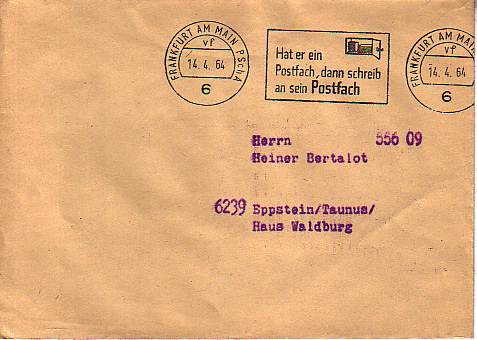 FRANKFURT AM MAIN PSchA
vf
14. 4. 64
6
Hat er ein
Postfach, dann schreib
an sein Postfach
FRANKFURT AM MAIN
vf
14. 4. 64
6
Herrn 556 09
Heiner Bertalot
6239 Eppstein/Taunus/
Haus Waldburg